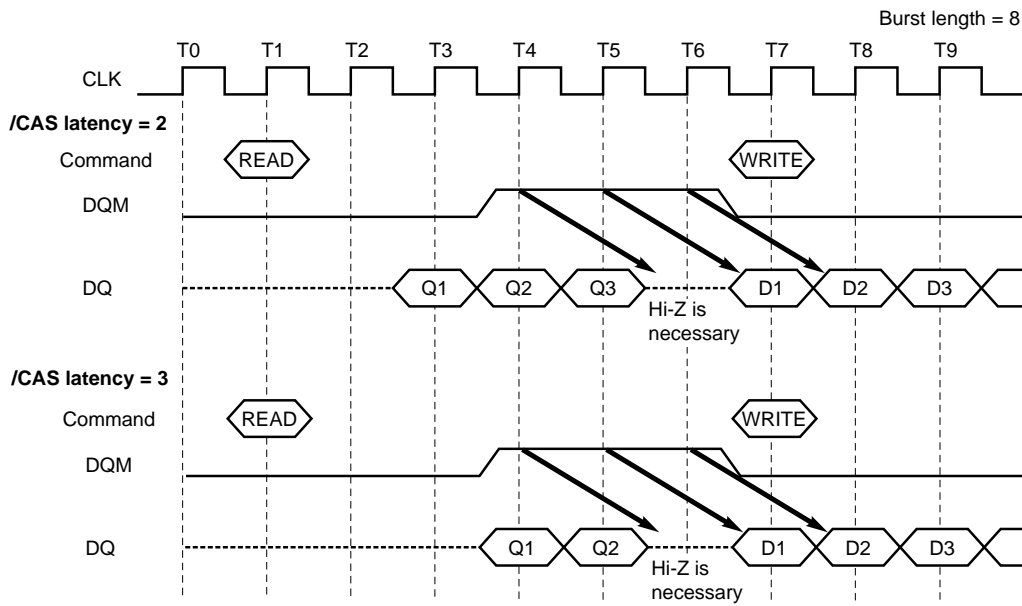 Burst length = 8
T0 T1 T2 T3 T4 T5 T6 T7 T8 T9
CLK
/CAS latency = 2
Command READ WRITE
DQM
DQ Q1 Q2 Q3 D1 D2 D3
Hi-Z is
necessary
/CAS latency = 3
Command READ WRITE
DQM
DQ Q1 Q2 D1 D2 D3
Hi-Z is
necessary